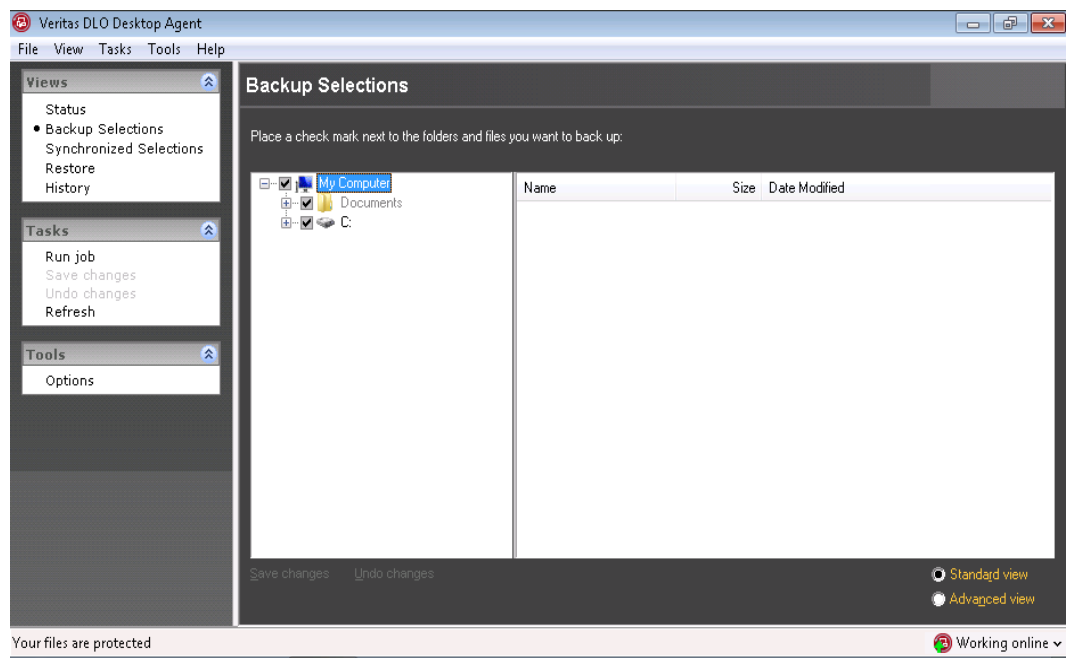 Veritas DLO Desktop Agent
File View Tasks Tools Help
Views
Status
Backup Selections
Synchronized Selections
Restore
History
Tasks
Run job
Save changes
Undo changes
Refresh
Tools
Options
Backup Selections
Place a check mark next to the folders and files you want to back up:
My Computer
Documents
C:
Name Size Date Modified
Save changes Undo changes
Standard view
Advanced view
Your files are protected
Working online